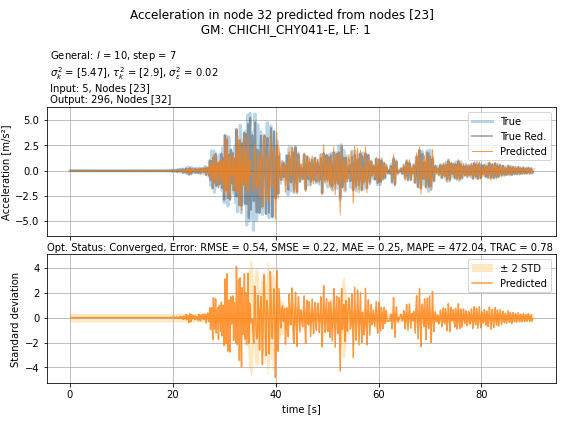 Acceleration in node 32 predicted from nodes [23]
GM: CHICHI_CHY041-E, LF: 1
General: l = 10, step = 7
σ²_k = [5.47], τ²_k = [2.9], σ²_ε = 0.02
Input: 5, Nodes [23]
Output: 296, Nodes [32]
Acceleration [m/s²]
5.0
2.5
0.0
−2.5
−5.0
True
True Red.
Predicted
Opt. Status: Converged, Error: RMSE = 0.54, SMSE = 0.22, MAE = 0.25, MAPE = 472.04, TRAC = 0.78
Standard deviation
4
2
0
−2
−4
± 2 STD
Predicted
0 20 40 60 80
time [s]